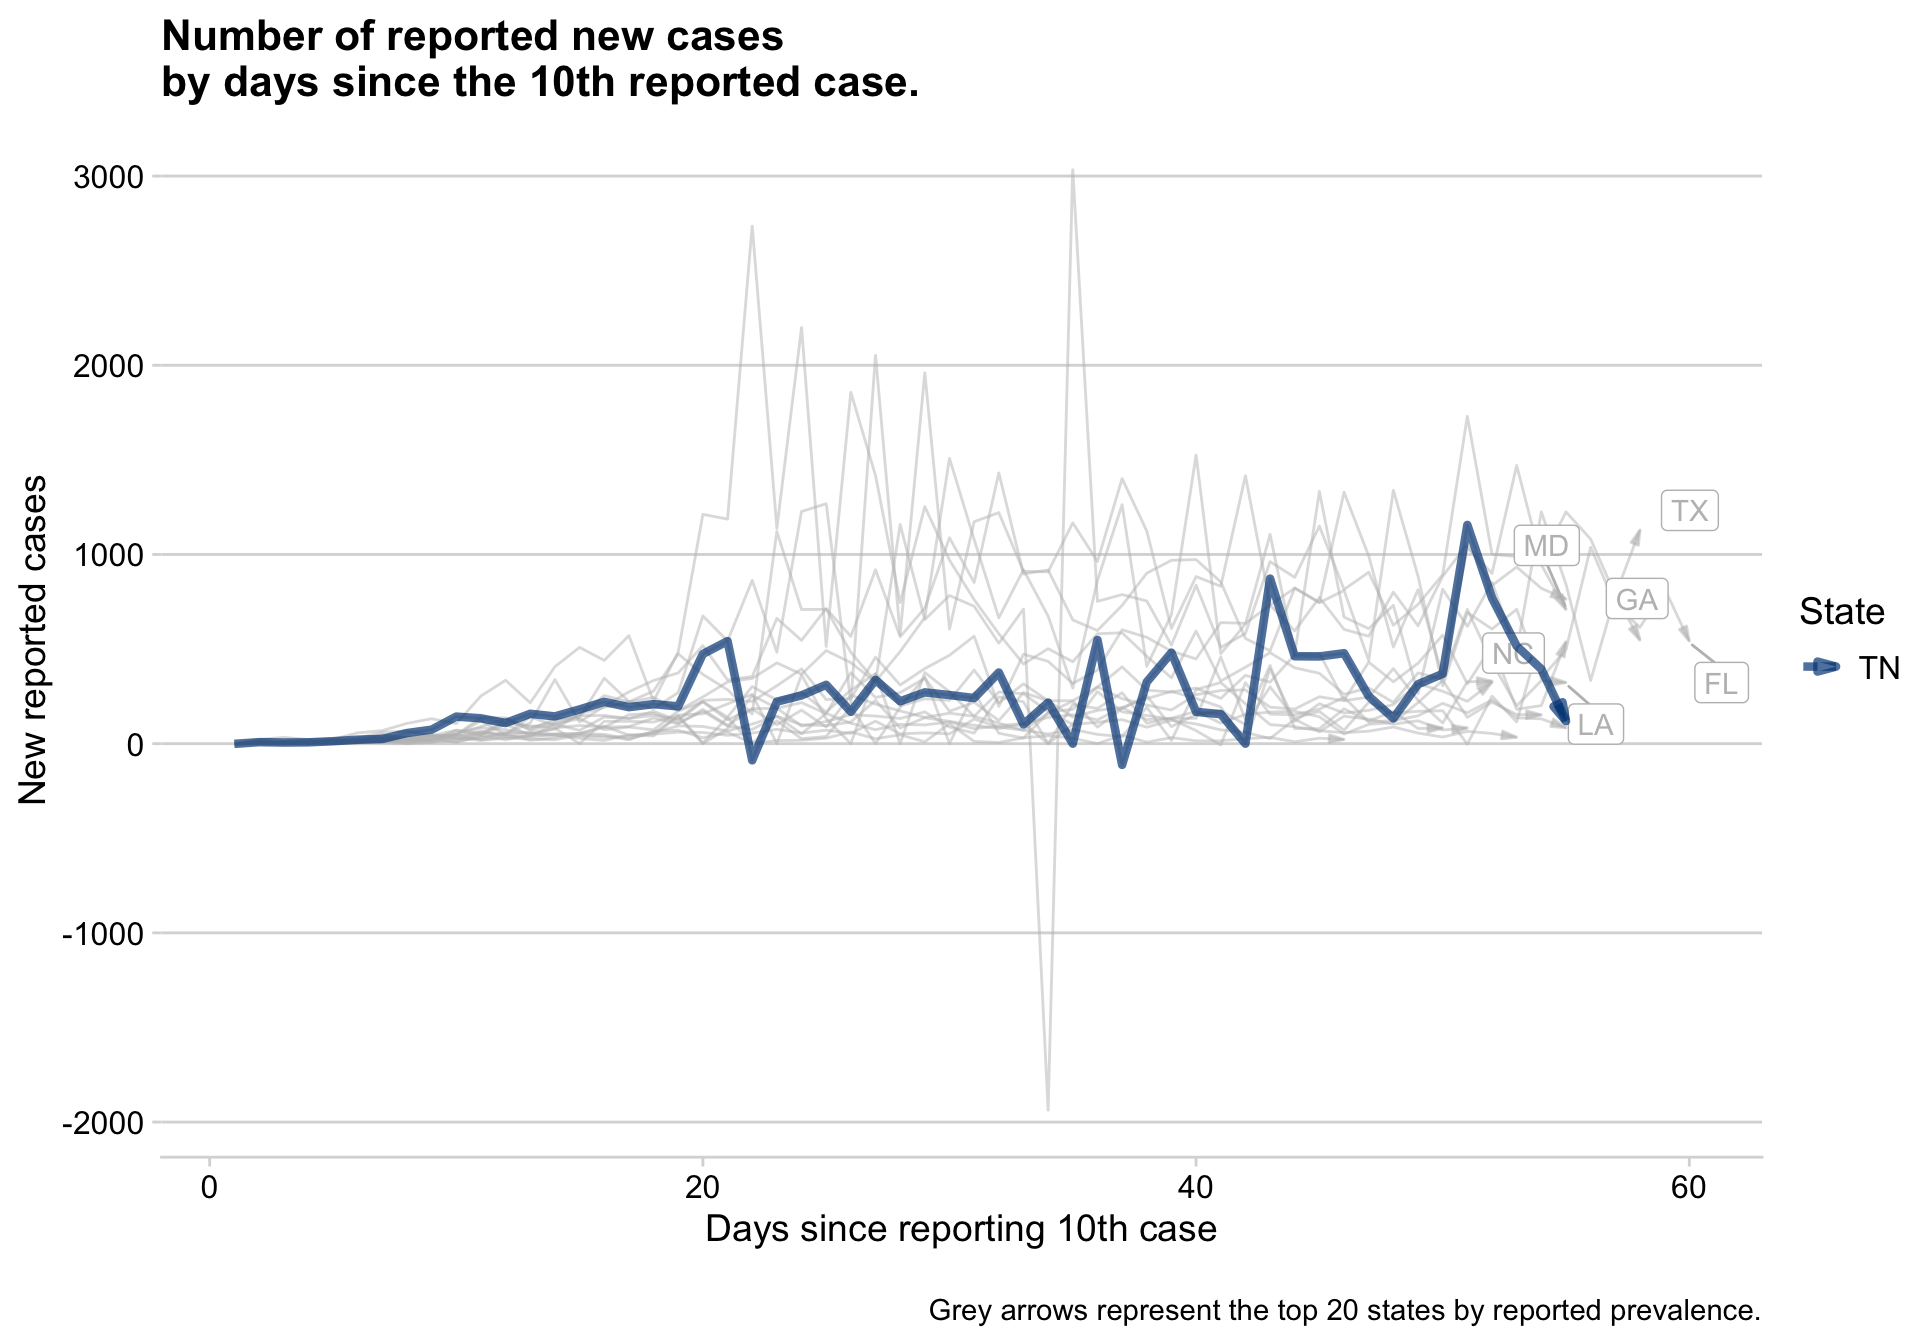 Number of reported new cases
by days since the 10th reported case.
New reported cases
3000
2000
1000
0
-1000
-2000
TX
MD
GA
NC
FL
LA
State
TN
0
20
40
60
Days since reporting 10th case
Grey arrows represent the top 20 states by reported prevalence.